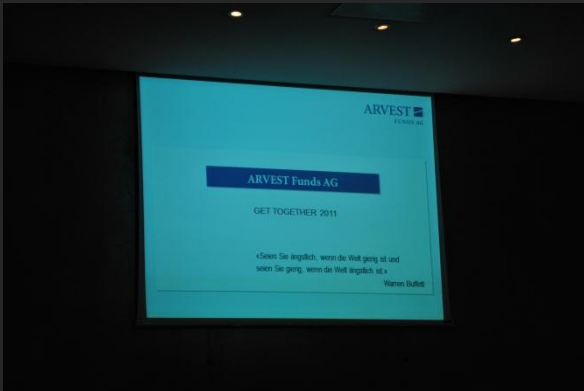 ARVEST
FUNDS AG
ARVEST Funds AG
GET TOGETHER 2011
«Seien Sie ängstlich, wenn die Welt gierig ist und
seien Sie gierig, wenn die Welt ängstlich ist.»
Warren Buffett